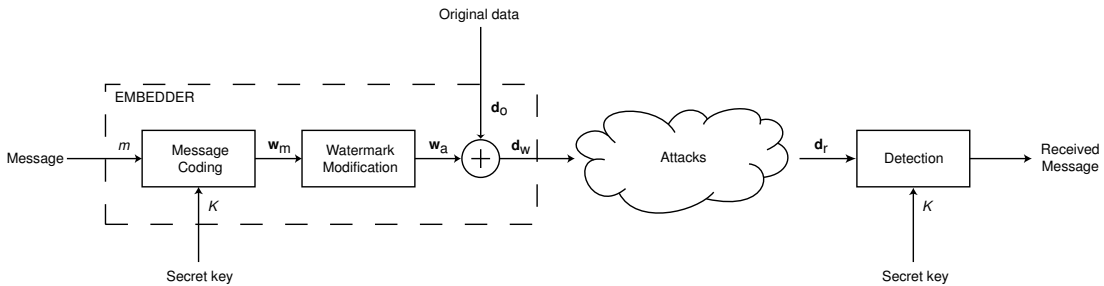 Original data
EMBEDDER
d_o
Message
m
Message
Coding
w_m
Watermark
Modification
w_a
+
d_w
Attacks
d_r
Detection
Received
Message
K
K
Secret key
Secret key